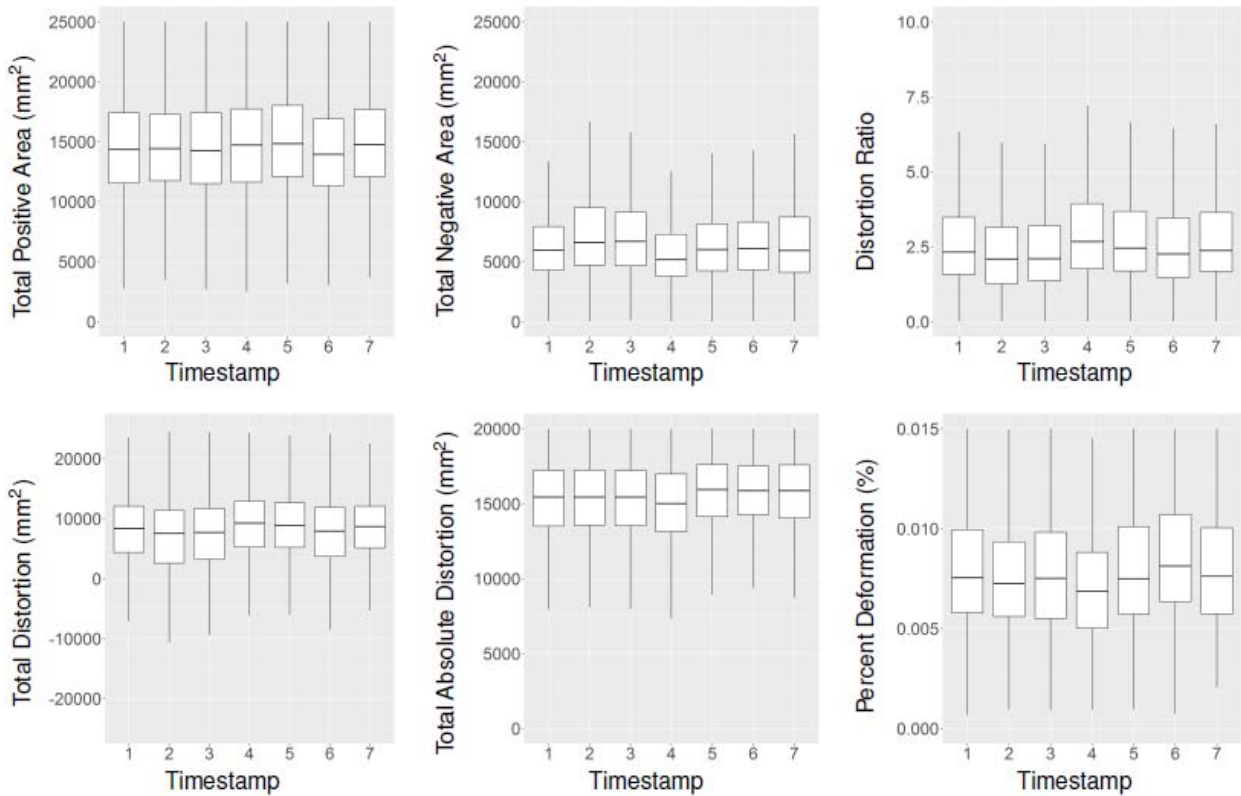 Total Positive Area (mm²)
25000
20000
15000
10000
5000
0
1 2 3 4 5 6 7
Timestamp
Total Negative Area (mm²)
25000
20000
15000
10000
5000
0
1 2 3 4 5 6 7
Timestamp
Distortion Ratio
10.0
7.5
5.0
2.5
0.0
1 2 3 4 5 6 7
Timestamp
Total Distortion (mm²)
20000
10000
0
-10000
-20000
1 2 3 4 5 6 7
Timestamp
Total Absolute Distortion (mm²)
20000
15000
10000
5000
0
1 2 3 4 5 6 7
Timestamp
Percent Deformation (%)
0.015
0.010
0.005
0.000
1 2 3 4 5 6 7
Timestamp